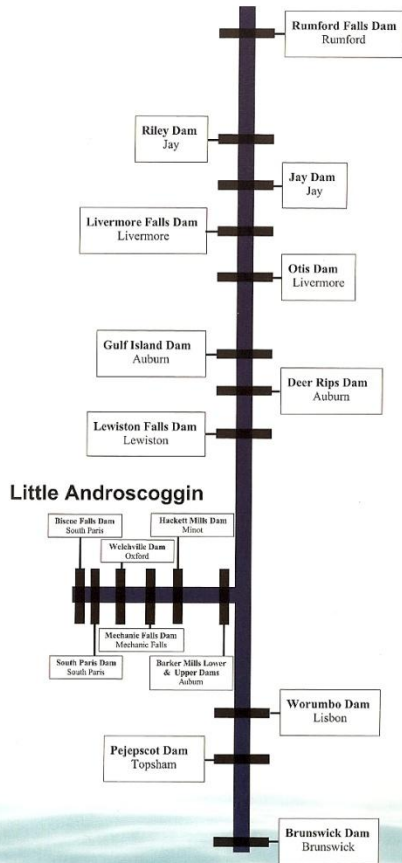 Rumford Falls Dam
Rumford
Riley Dam
Jay
Jay Dam
Jay
Livermore Falls Dam
Livermore
Otis Dam
Livermore
Gulf Island Dam
Auburn
Deer Rips Dam
Auburn
Lewiston Falls Dam
Lewiston
Little Androscoggin
Biscoe Falls Dam
South Paris
Hackett Mills Dam
Minot
Welchville Dam
Oxford
Mechanic Falls Dam
Mechanic Falls
South Paris Dam
South Paris
Barker Mills Lower
& Upper Dams
Auburn
Worumbo Dam
Lisbon
Pejepscot Dam
Topsham
Brunswick Dam
Brunswick